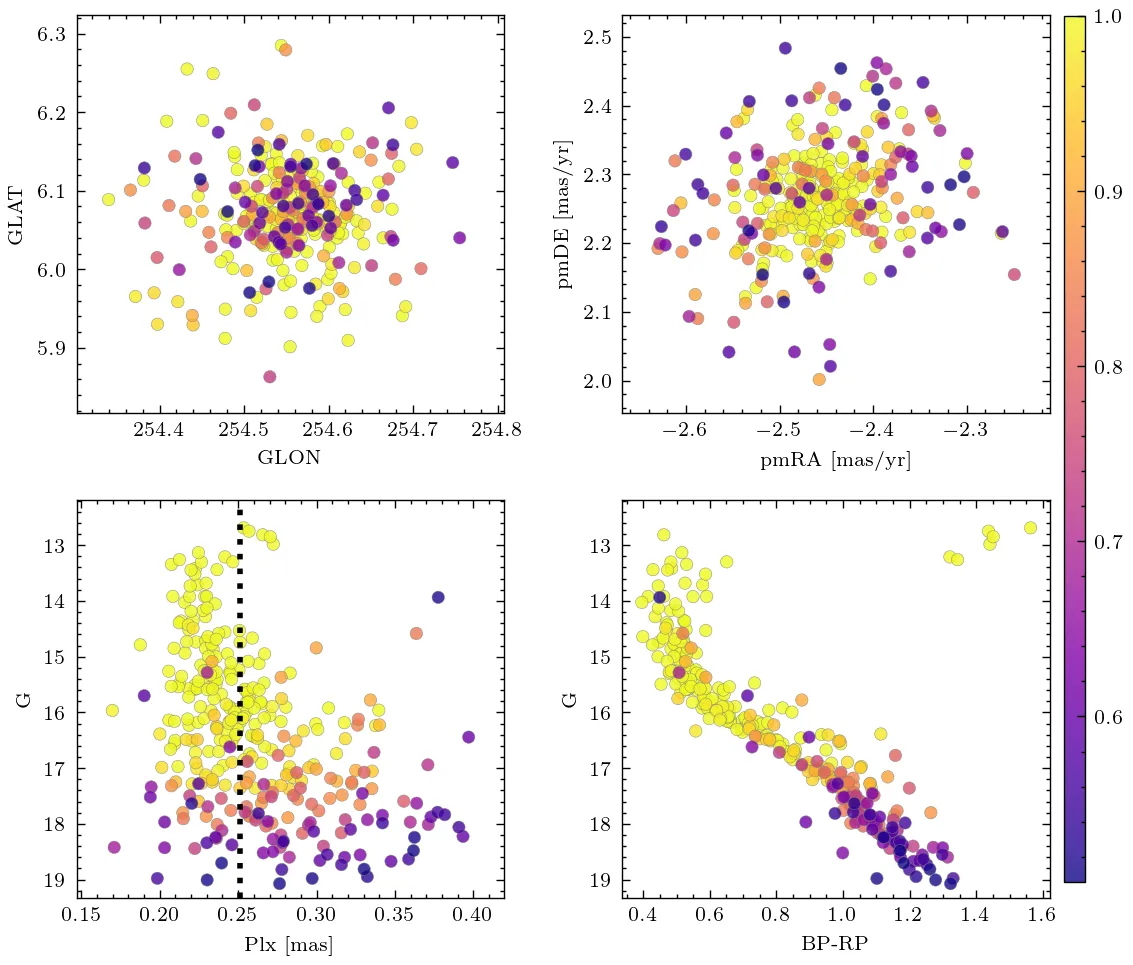 6.3
6.2
6.1
6.0
5.9
GLAT
254.4 254.5 254.6 254.7 254.8
GLON
2.5
2.4
2.3
2.2
2.1
2.0
pmDE [mas/yr]
−2.6 −2.5 −2.4 −2.3
pmRA [mas/yr]
1.0
0.9
0.8
0.7
0.6
13
14
15
16
17
18
19
G
0.15 0.20 0.25 0.30 0.35 0.40
Plx [mas]
13
14
15
16
17
18
19
G
0.4 0.6 0.8 1.0 1.2 1.4 1.6
BP-RP